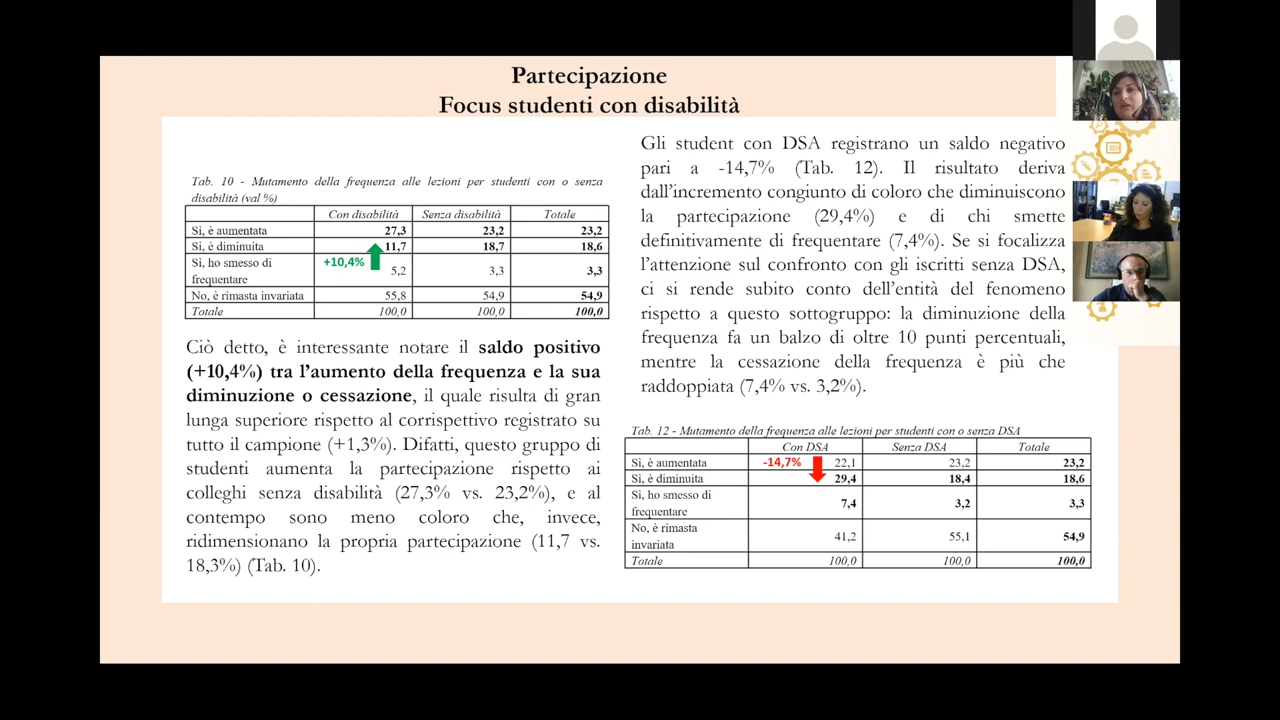 Partecipazione
Focus studenti con disabilità
Tab. 10 - Mutamento della frequenza alle lezioni per studenti con o senza
disabilità (val %)
Con disabilità Senza disabilità Totale
Sì, è aumentata 27,3 23,2 23,2
Sì, è diminuita 11,7 18,7 18,6
+10,4%
Sì, ho smesso di
frequentare 5,2 3,3 3,3
No, è rimasta invariata 55,8 54,9 54,9
Totale 100,0 100,0 100,0
Ciò detto, è interessante notare il saldo positivo
(+10,4%) tra l'aumento della frequenza e la sua
diminuzione o cessazione, il quale risulta di gran
lunga superiore rispetto al corrispettivo registrato su
tutto il campione (+1,3%). Difatti, questo gruppo di
studenti aumenta la partecipazione rispetto ai
colleghi senza disabilità (27,3% vs. 23,2%), e al
contempo sono meno coloro che, invece,
ridimensionano la propria partecipazione (11,7 vs.
18,3%) (Tab. 10).
Gli student con DSA registrano un saldo negativo
pari a -14,7% (Tab. 12). Il risultato deriva
dall'incremento congiunto di coloro che diminuiscono
la partecipazione (29,4%) e di chi smette
definitivamente di frequentare (7,4%). Se si focalizza
l'attenzione sul confronto con gli iscritti senza DSA,
ci si rende subito conto dell'entità del fenomeno
rispetto a questo sottogruppo: la diminuzione della
frequenza fa un balzo di oltre 10 punti percentuali,
mentre la cessazione della frequenza è più che
raddoppiata (7,4% vs. 3,2%).
Tab. 12 - Mutamento della frequenza alle lezioni per studenti con o senza DSA
Con DSA Senza DSA Totale
Sì, è aumentata -14,7% 22,1 23,2 23,2
Sì, è diminuita 29,4 18,4 18,6
Sì, ho smesso di
frequentare 7,4 3,2 3,3
No, è rimasta
invariata 41,2 55,1 54,9
Totale 100,0 100,0 100,0